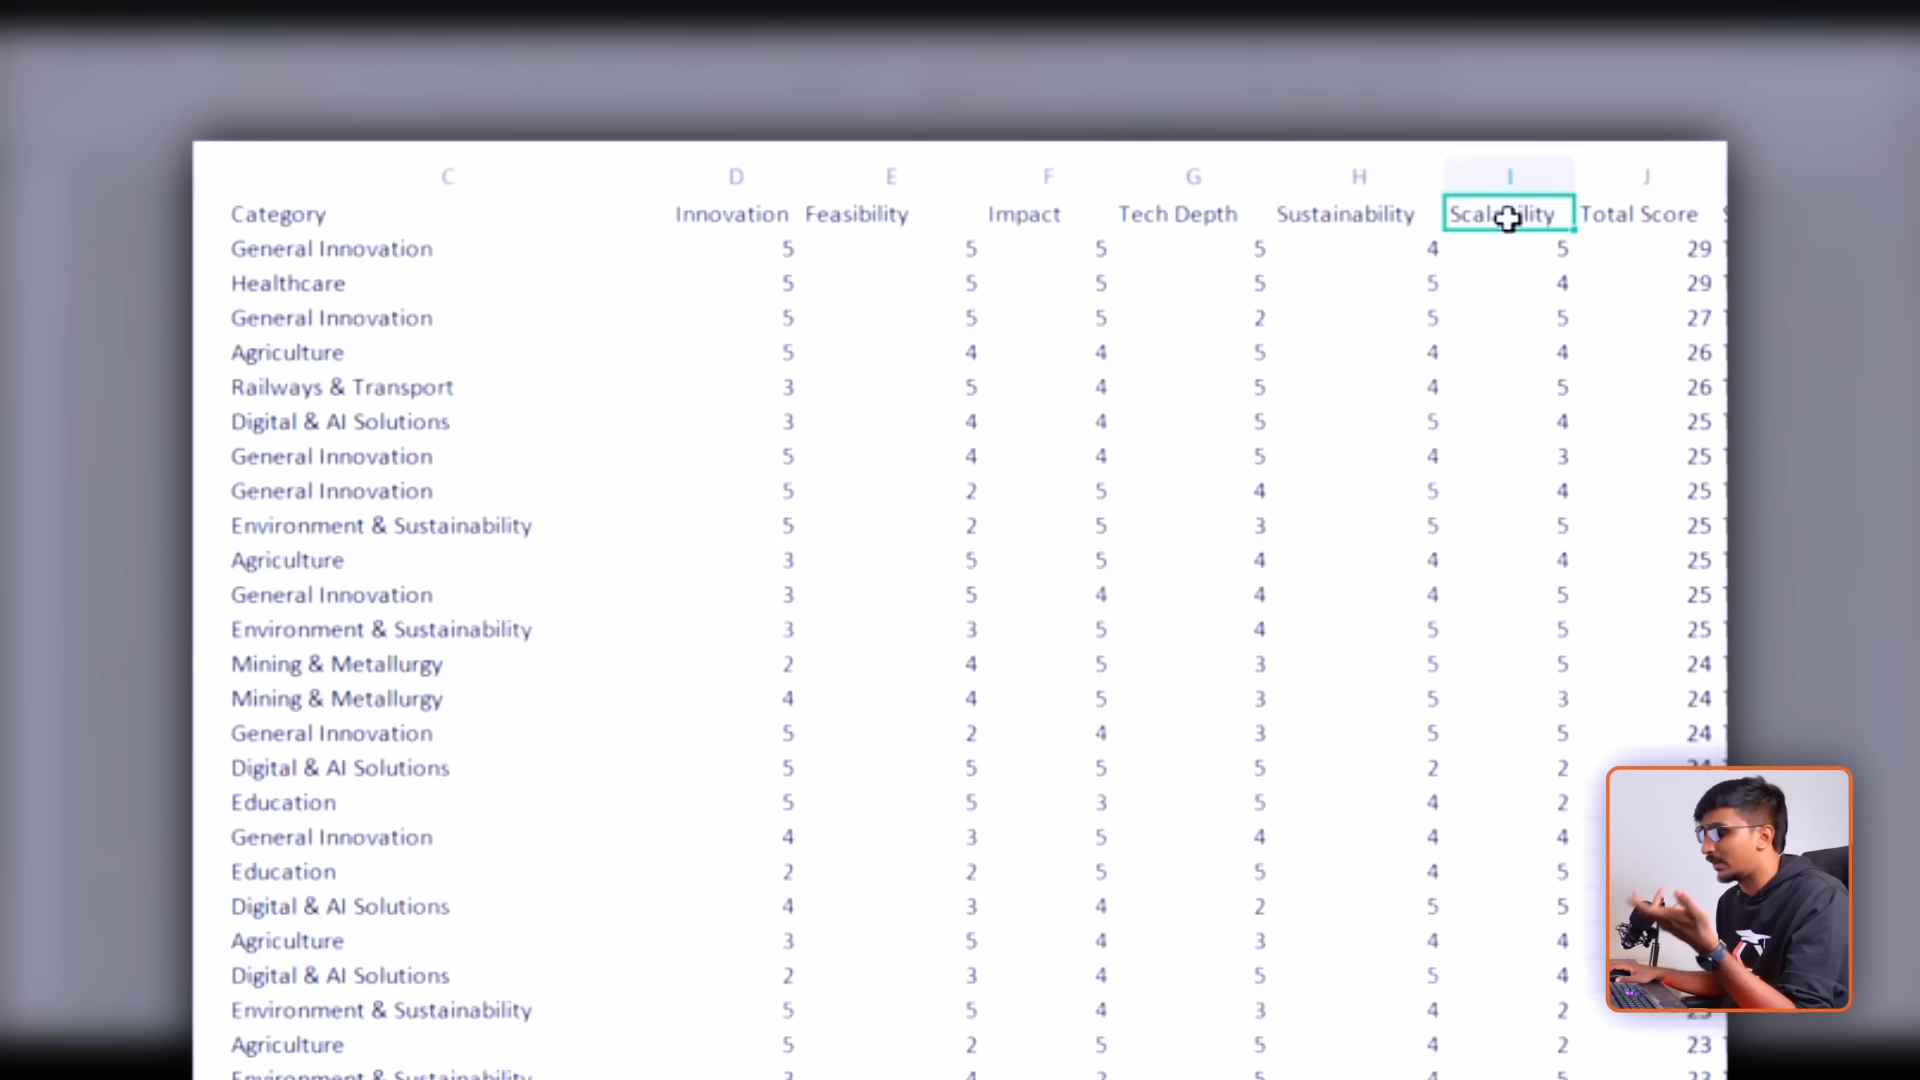 C D E F G H I J
Category Innovation Feasibility Impact Tech Depth Sustainability Scalability Total Score
General Innovation 5 5 5 5 4 5 29
Healthcare 5 5 5 5 5 4 29
General Innovation 5 5 5 2 5 5 27
Agriculture 5 4 4 5 4 4 26
Railways & Transport 3 5 4 5 4 5 26
Digital & AI Solutions 3 4 4 5 5 4 25
General Innovation 5 4 4 5 4 3 25
General Innovation 5 2 5 4 5 4 25
Environment & Sustainability 5 2 5 3 5 5 25
Agriculture 3 5 5 4 4 4 25
General Innovation 3 5 4 4 4 5 25
Environment & Sustainability 3 3 5 4 5 5 25
Mining & Metallurgy 2 4 5 3 5 5 24
Mining & Metallurgy 4 4 5 3 5 3 24
General Innovation 5 2 4 3 5 5 24
Digital & AI Solutions 5 5 5 5 2 2
Education 5 5 3 5 4 2
General Innovation 4 3 5 4 4 4
Education 2 2 5 5 4 5
Digital & AI Solutions 4 3 4 2 5 5
Agriculture 3 5 4 3 4 4
Digital & AI Solutions 2 3 4 5 5 4
Environment & Sustainability 5 5 4 3 4 2
Agriculture 5 2 5 5 4 2 23
Environment & Sustainability